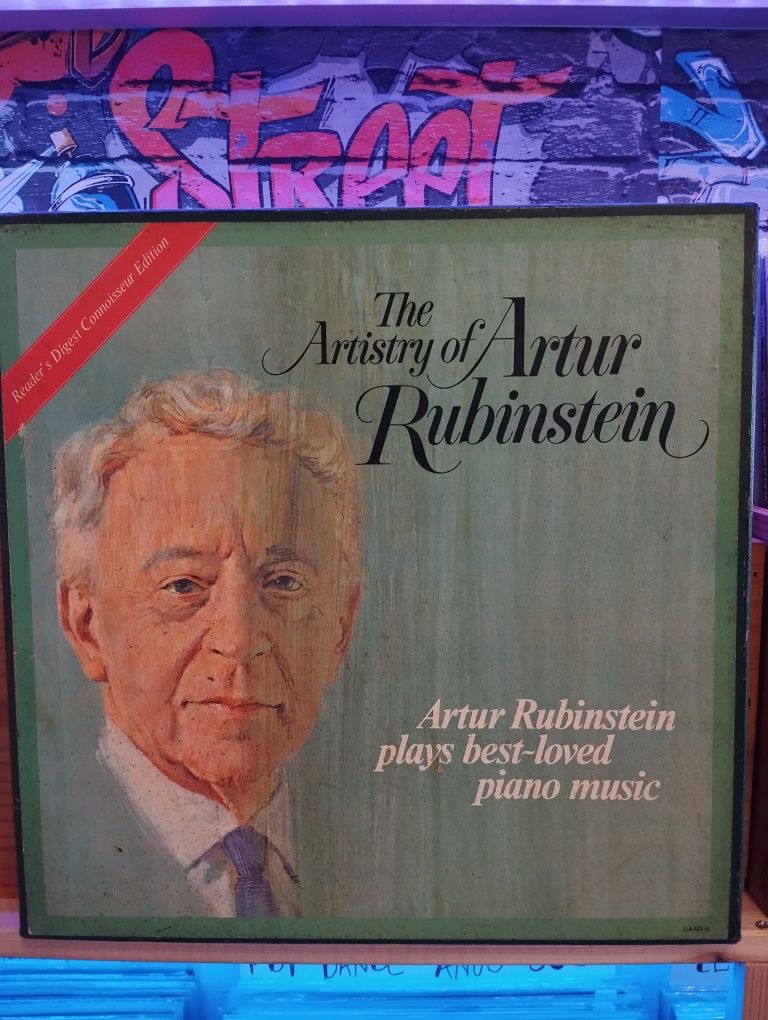 Street
Reader's Digest Connoisseur Edition
The
Artistry of Artur
Rubinstein
Artur Rubinstein
plays best-loved
piano music